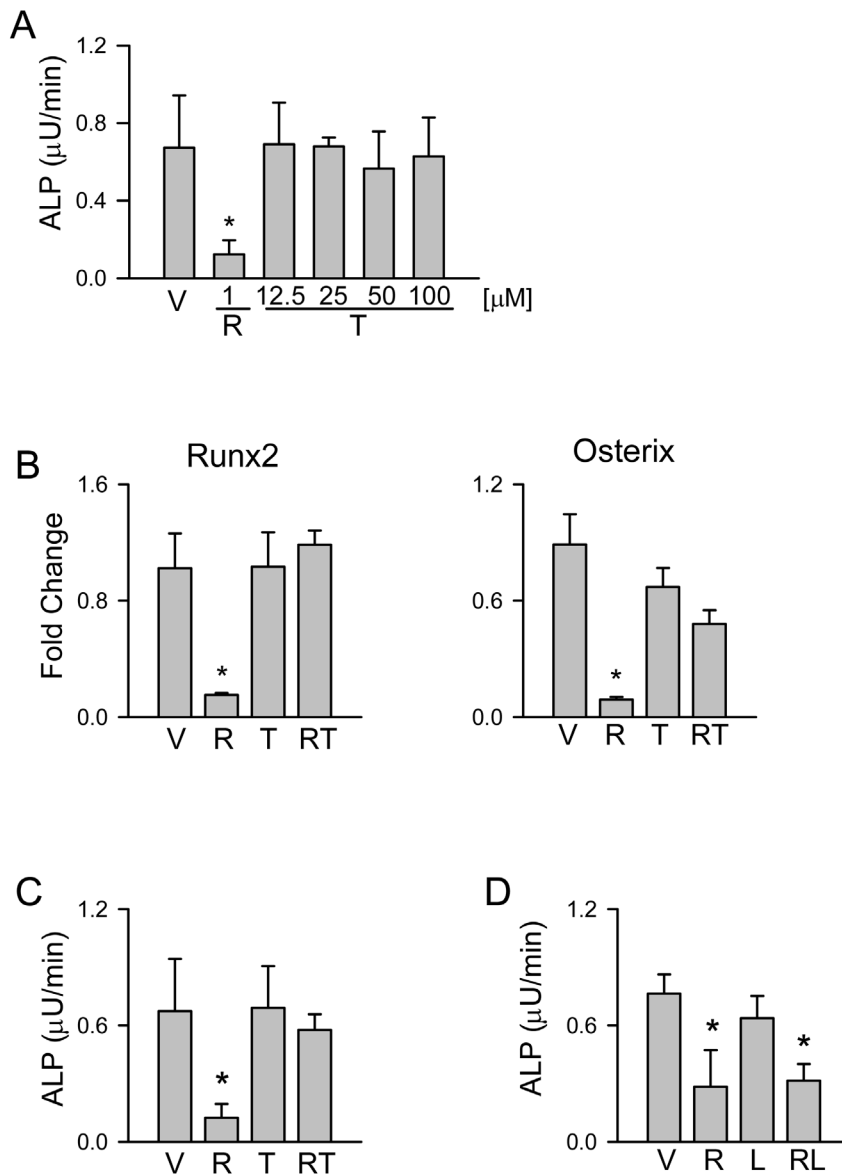 A
ALP (μU/min)
1.2
0.8
0.4
0.0
*
V 1 12.5 25 50 100 [μM]
R T
B
Runx2
Fold Change
1.6
0.8
0.0
*
V R T RT
Osterix
1.2
0.6
0.0
*
V R T RT
C
ALP (μU/min)
1.2
0.6
0.0
*
V R T RT
D
ALP (μU/min)
1.2
0.6
0.0
* *
V R L RL